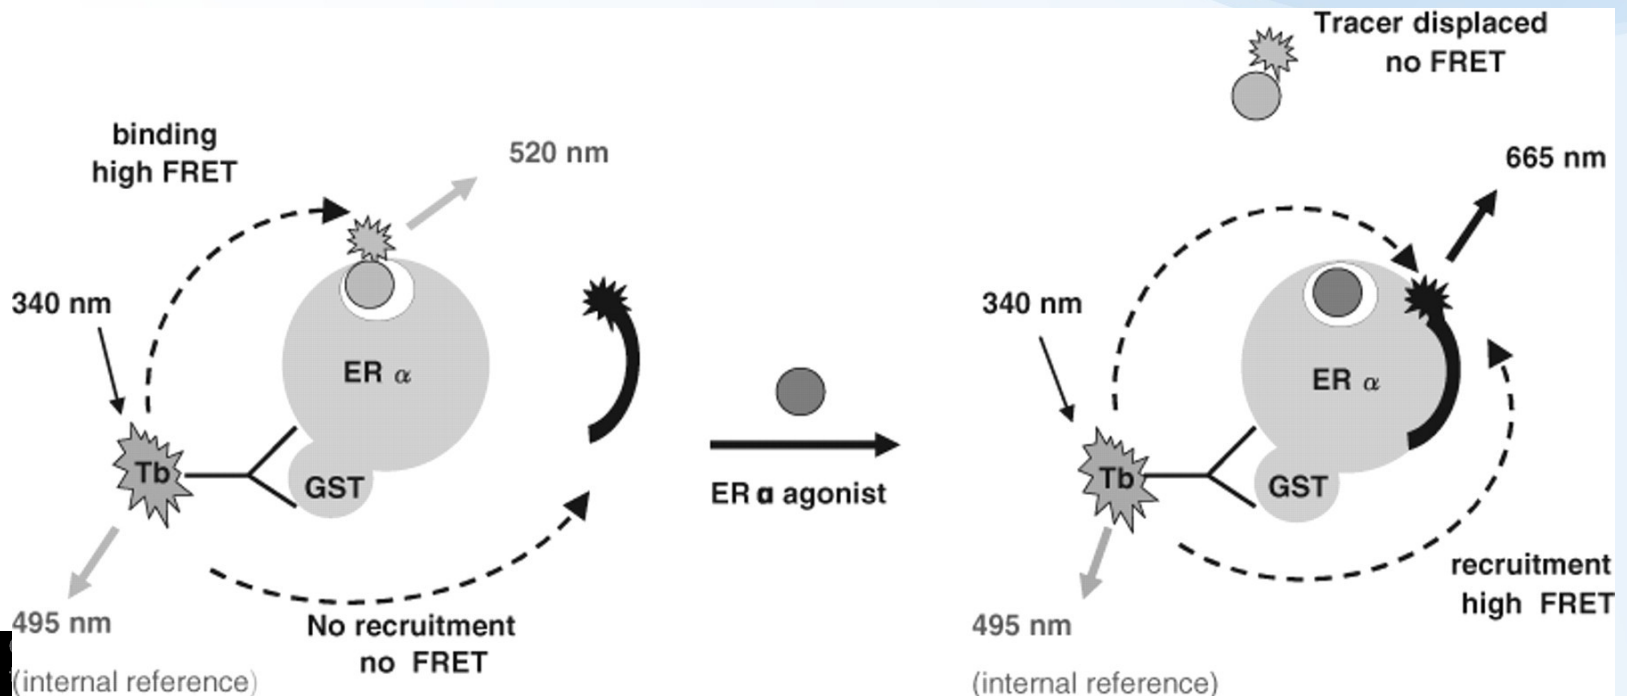 binding
high FRET
520 nm
340 nm
ER α
Tb
GST
495 nm
(internal reference)
No recruitment
no FRET
ER α agonist
Tracer displaced
no FRET
665 nm
340 nm
ER α
Tb
GST
recruitment
high FRET
495 nm
(internal reference)